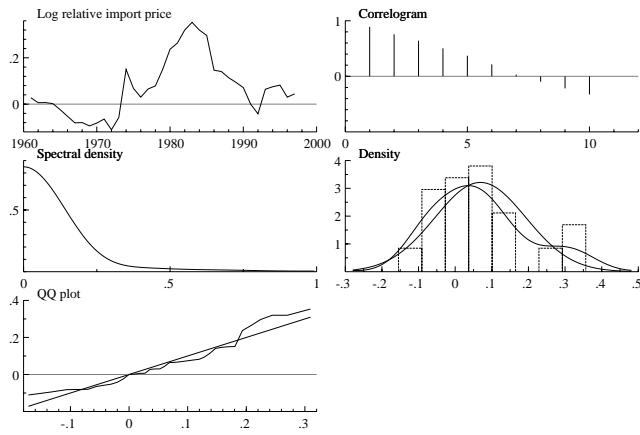 Log relative import price
.2
0
1960 1970 1980 1990 2000
Correlogram
1
0
0 5 10
Spectral density
.5
0 .5 1
Density
4
3
2
1
-.3 -.2 -.1 0 .1 .2 .3 .4 .5
QQ plot
.4
.2
0
-.1 0 .1 .2 .3